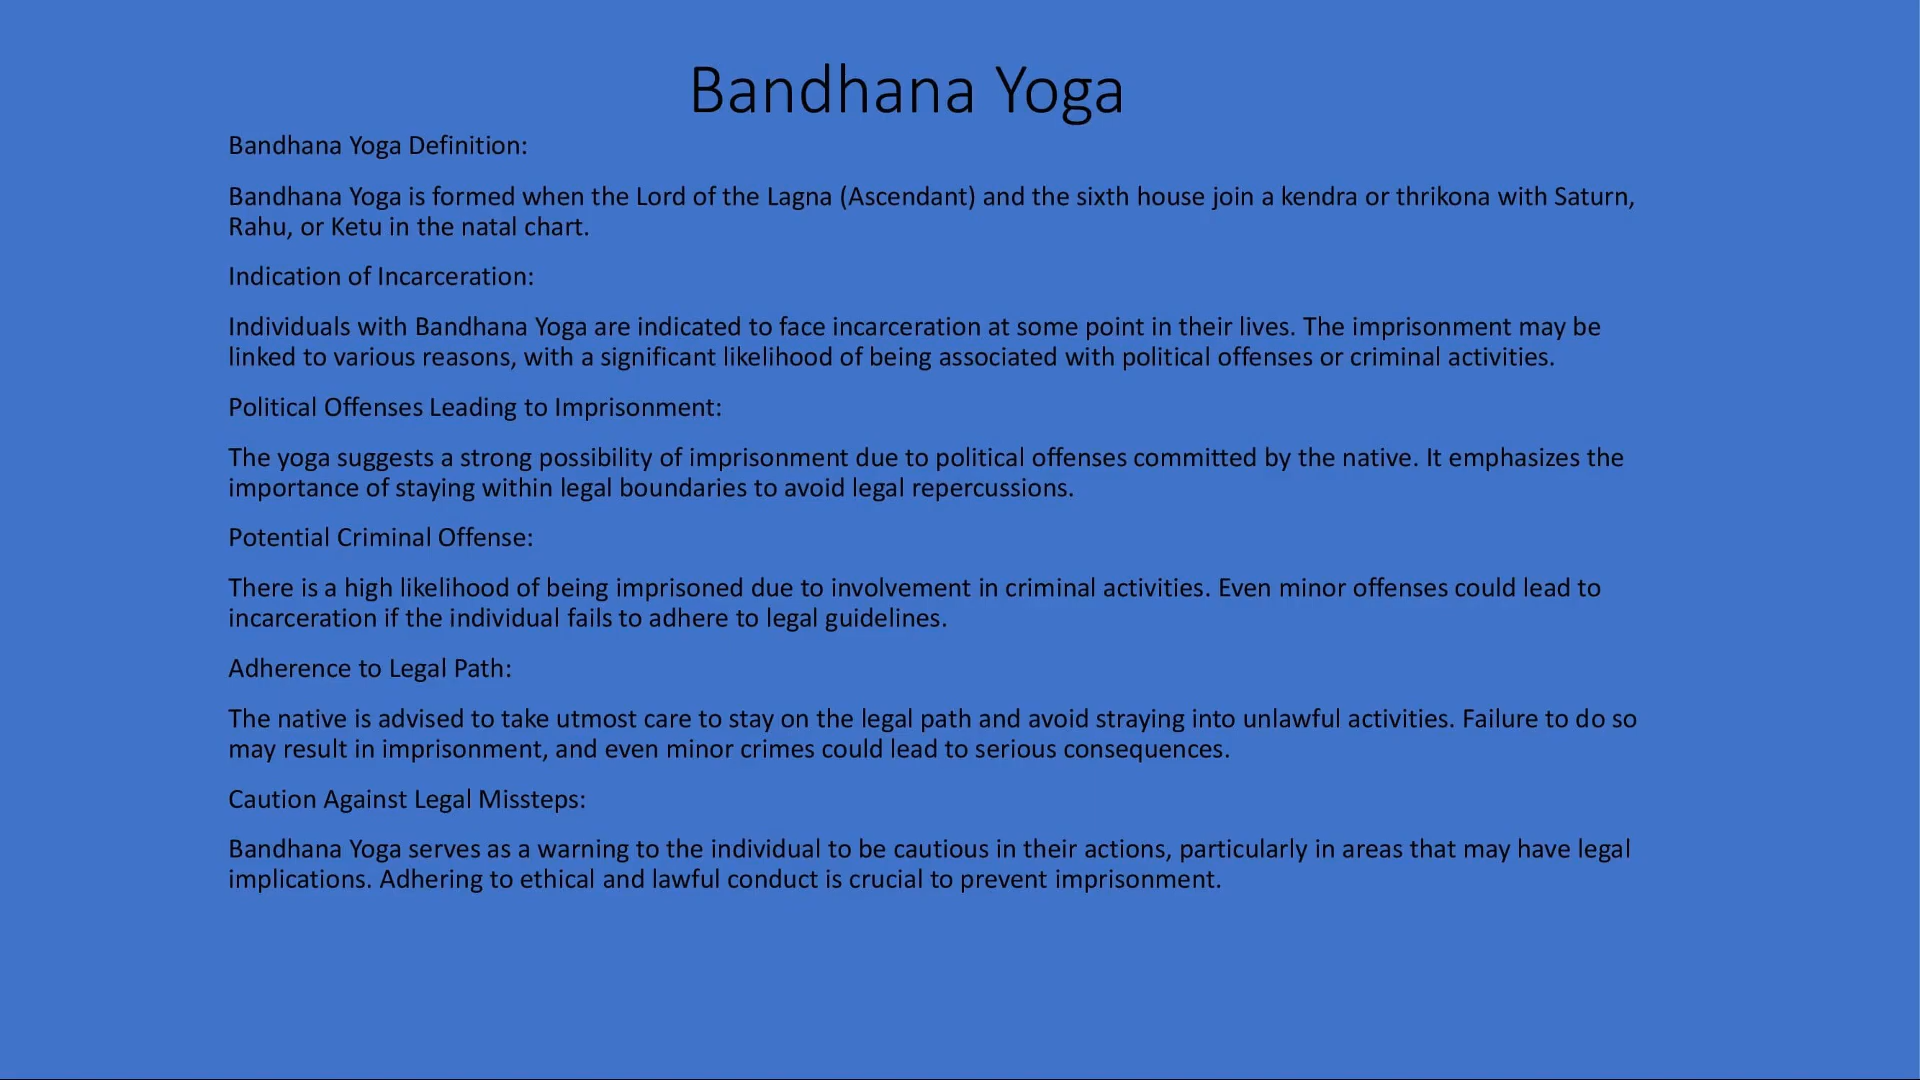 Bandhana Yoga
Bandhana Yoga Definition:
Bandhana Yoga is formed when the Lord of the Lagna (Ascendant) and the sixth house join a kendra or thrikona with Saturn,
Rahu, or Ketu in the natal chart.
Indication of Incarceration:
Individuals with Bandhana Yoga are indicated to face incarceration at some point in their lives. The imprisonment may be
linked to various reasons, with a significant likelihood of being associated with political offenses or criminal activities.
Political Offenses Leading to Imprisonment:
The yoga suggests a strong possibility of imprisonment due to political offenses committed by the native. It emphasizes the
importance of staying within legal boundaries to avoid legal repercussions.
Potential Criminal Offense:
There is a high likelihood of being imprisoned due to involvement in criminal activities. Even minor offenses could lead to
incarceration if the individual fails to adhere to legal guidelines.
Adherence to Legal Path:
The native is advised to take utmost care to stay on the legal path and avoid straying into unlawful activities. Failure to do so
may result in imprisonment, and even minor crimes could lead to serious consequences.
Caution Against Legal Missteps:
Bandhana Yoga serves as a warning to the individual to be cautious in their actions, particularly in areas that may have legal
implications. Adhering to ethical and lawful conduct is crucial to prevent imprisonment.